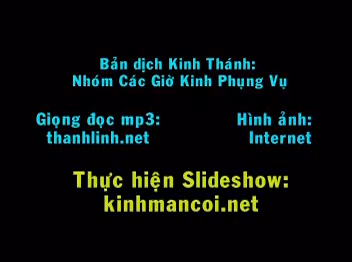 Bản dịch Kinh Thánh:
Nhóm Các Giờ Kinh Phụng Vụ
Giọng đọc mp3:
thanhlinh.net
Hình ảnh:
Internet
Thực hiện Slideshow:
kinhmancoi.net